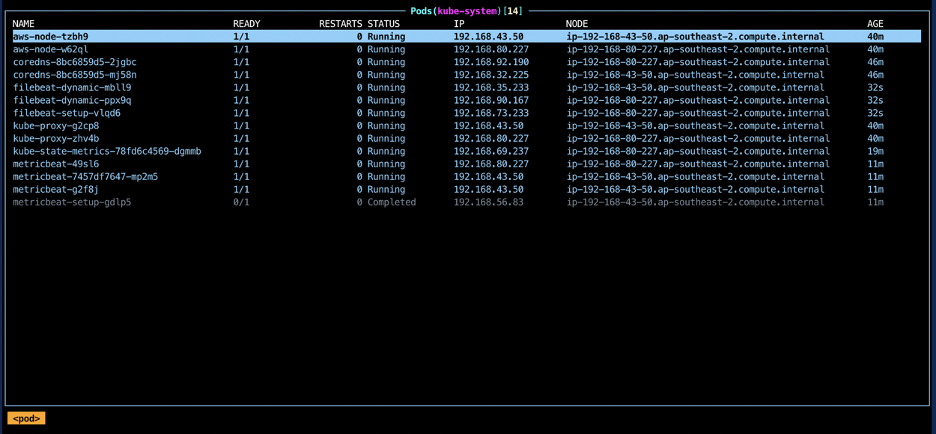 Pods(kube-system)[14]
NAME READY RESTARTS STATUS IP NODE AGE
aws-node-tzbh9 1/1 0 Running 192.168.43.50 ip-192-168-43-50.ap-southeast-2.compute.internal 40m
aws-node-w62ql 1/1 0 Running 192.168.80.227 ip-192-168-80-227.ap-southeast-2.compute.internal 40m
coredns-8bc6859d5-2jgbc 1/1 0 Running 192.168.92.190 ip-192-168-80-227.ap-southeast-2.compute.internal 46m
coredns-8bc6859d5-mj58n 1/1 0 Running 192.168.32.225 ip-192-168-43-50.ap-southeast-2.compute.internal 46m
filebeat-dynamic-mbll9 1/1 0 Running 192.168.35.233 ip-192-168-43-50.ap-southeast-2.compute.internal 32s
filebeat-dynamic-ppx9q 1/1 0 Running 192.168.90.167 ip-192-168-80-227.ap-southeast-2.compute.internal 32s
filebeat-setup-vlqd6 1/1 0 Running 192.168.73.233 ip-192-168-80-227.ap-southeast-2.compute.internal 32s
kube-proxy-g2cp8 1/1 0 Running 192.168.43.50 ip-192-168-43-50.ap-southeast-2.compute.internal 40m
kube-proxy-zhv4b 1/1 0 Running 192.168.80.227 ip-192-168-80-227.ap-southeast-2.compute.internal 40m
kube-state-metrics-78fd6c4569-dgmmb 1/1 0 Running 192.168.69.237 ip-192-168-80-227.ap-southeast-2.compute.internal 19m
metricbeat-49sl6 1/1 0 Running 192.168.80.227 ip-192-168-80-227.ap-southeast-2.compute.internal 11m
metricbeat-7457df7647-mp2m5 1/1 0 Running 192.168.43.50 ip-192-168-43-50.ap-southeast-2.compute.internal 11m
metricbeat-g2f8j 1/1 0 Running 192.168.43.50 ip-192-168-43-50.ap-southeast-2.compute.internal 11m
metricbeat-setup-gdlp5 0/1 0 Completed 192.168.56.83 ip-192-168-43-50.ap-southeast-2.compute.internal 11m
<pod>